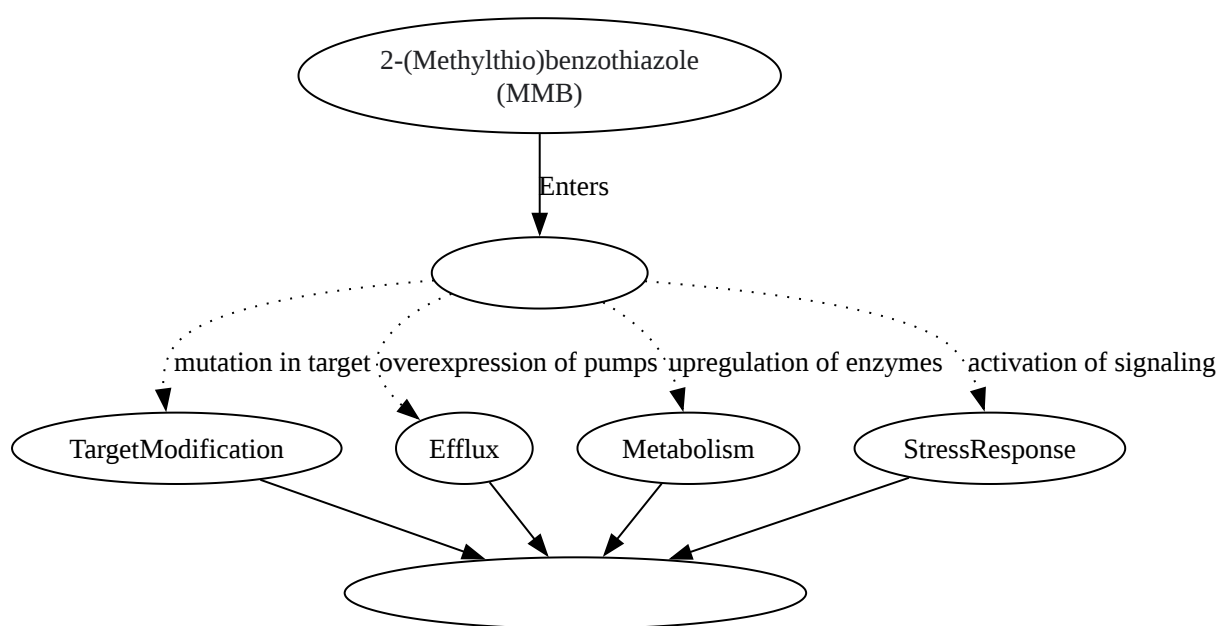 2-(Methylthio)benzothiazole
(MMB)
Enters
mutation in target
overexpression of pumps
upregulation of enzymes
activation of signaling
TargetModification
Efflux
Metabolism
StressResponse